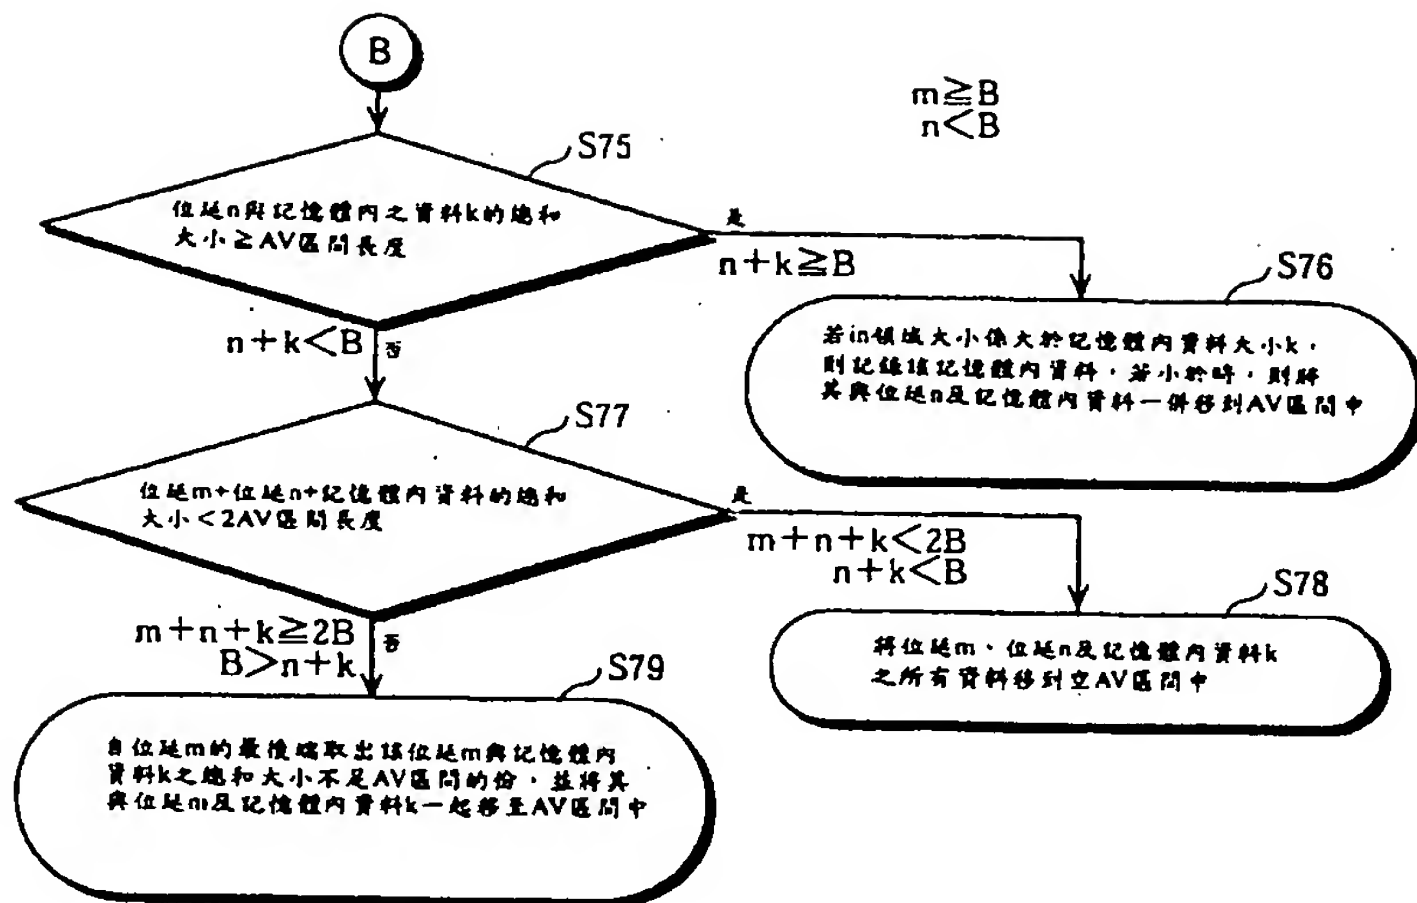 B
m≧B
n<B
S75
位延n與記憶體內之資料k的總和
大小≥AV區間長度
是
n+k≧B
S76
若in領域大小係大於記憶體內資料大小k,
則記錄該記憶體內資料,若小於時,則將
其與位延n及記憶體內資料一併移到AV區間中
n+k<B
否
S77
位延m+位延n+記憶體內資料的總和
大小<2AV區間長度
是
m+n+k<2B
n+k<B
S78
將位延m、位延n及記憶體內資料k
之所有資料移到空AV區間中
m+n+k≧2B
否
B>n+k
S79
自位延m的最後端取出該位延m與記憶體內
資料k之總和大小不足AV區間的份,並將其
與位延m及記憶體內資料k一起移至AV區間中